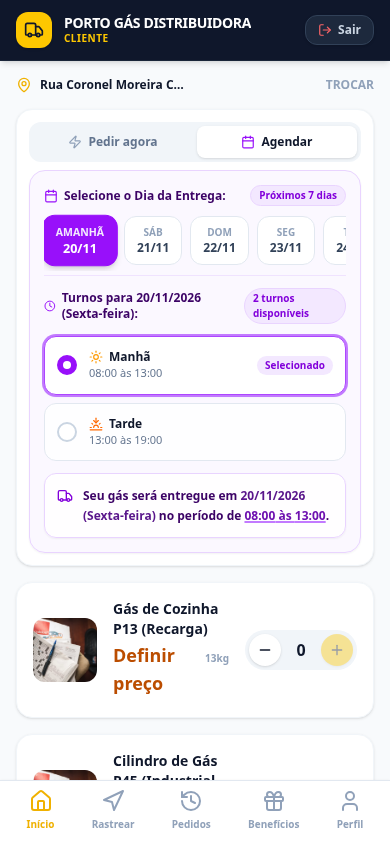 PORTO GÁS DISTRIBUIDORA
CLIENTE
Sair
Rua Coronel Moreira C...
TROCAR
Pedir agora
Agendar
Selecione o Dia da Entrega:
Próximos 7 dias
AMANHÃ
20/11
SÁB
21/11
DOM
22/11
SEG
23/11
Turnos para 20/11/2026
(Sexta-feira):
2 turnos
disponíveis
Manhã
08:00 às 13:00
Selecionado
Tarde
13:00 às 19:00
Seu gás será entregue em 20/11/2026
(Sexta-feira) no período de 08:00 às 13:00.
Gás de Cozinha
P13 (Recarga)
Definir
preço
13kg
0
Cilindro de Gás
P45 (Industrial
Início
Rastrear
Pedidos
Benefícios
Perfil